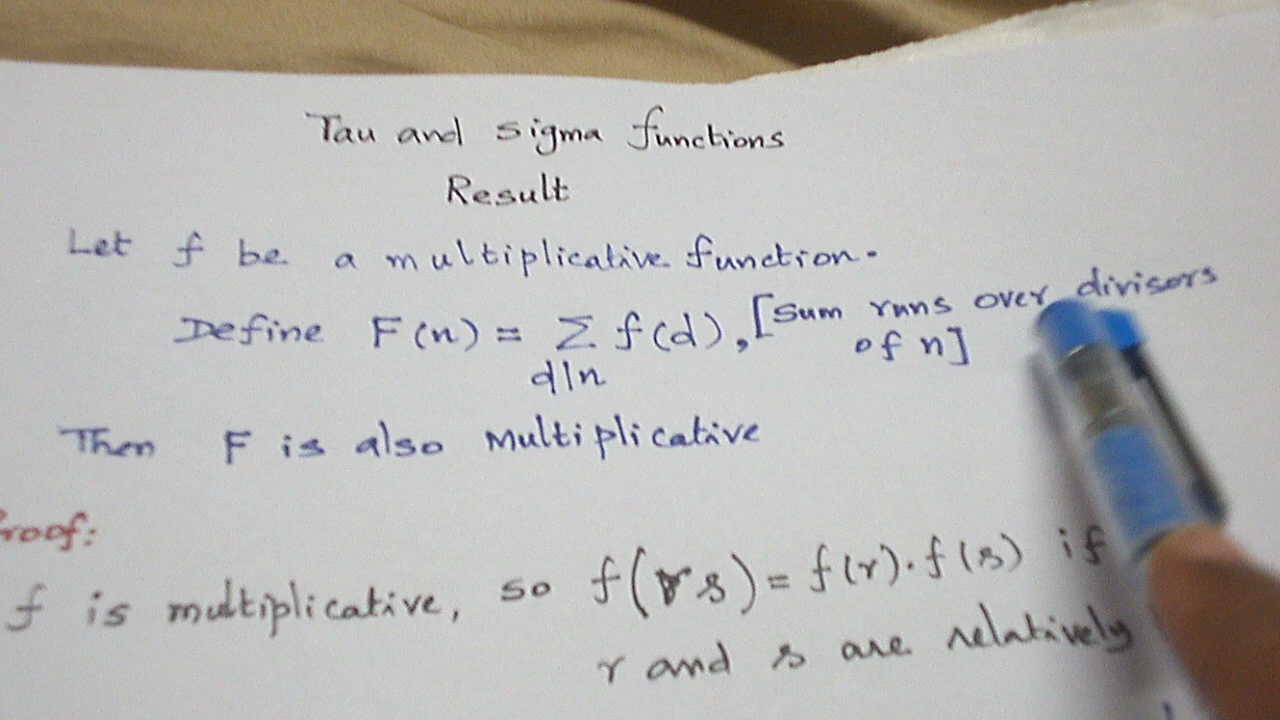 Tau and sigma functions
Result
Let f be a multiplicative function.
Define F(n) = Σ f(d), [Sum runs over divisors
of n]
d|n
Then F is also multiplicative
roof:
f is multiplicative, so f(rs) = f(r).f(s) if
r and s are relatively